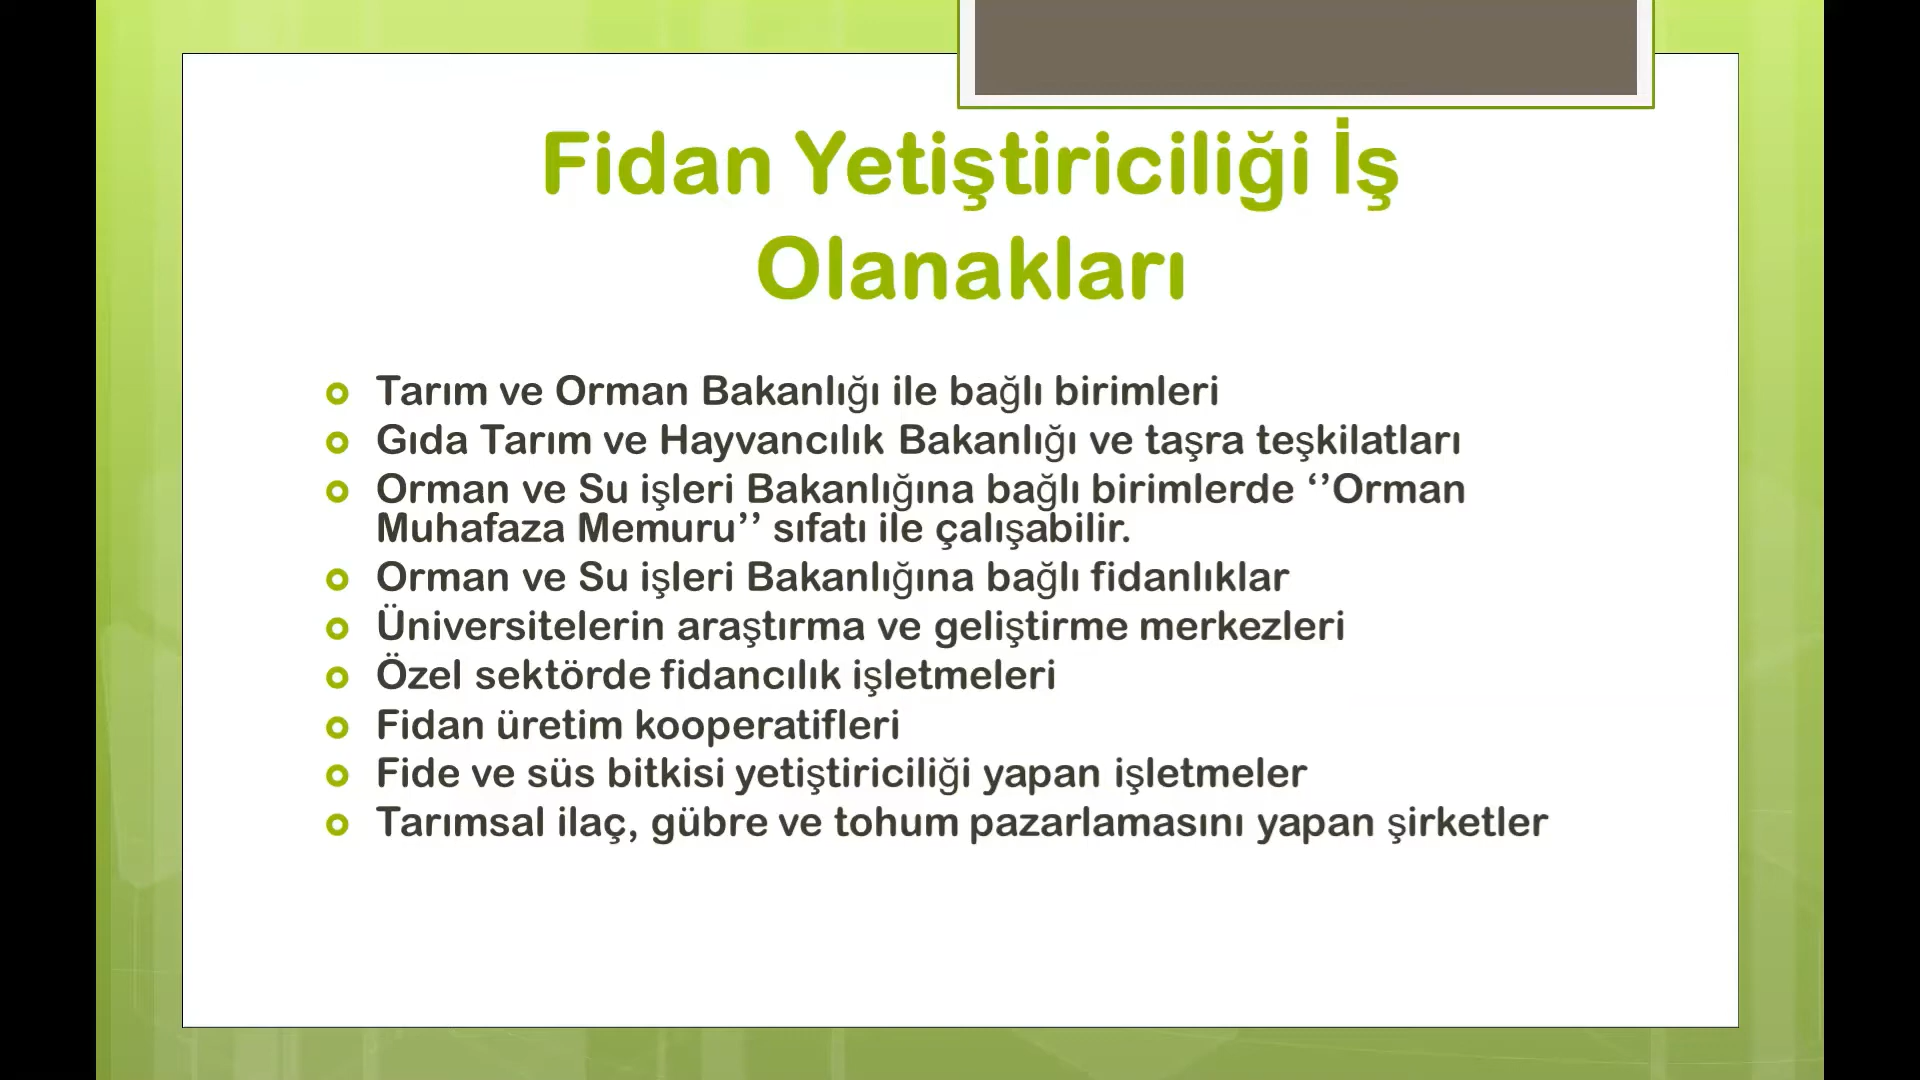 Fidan Yetiştiriciliği İş
Olanakları
Tarım ve Orman Bakanlığı ile bağlı birimleri
Gıda Tarım ve Hayvancılık Bakanlığı ve taşra teşkilatları
Orman ve Su işleri Bakanlığına bağlı birimlerde ‘’Orman
Muhafaza Memuru’’ sıfatı ile çalışabilir.
Orman ve Su işleri Bakanlığına bağlı fidanlıklar
Üniversitelerin araştırma ve geliştirme merkezleri
Özel sektörde fidancılık işletmeleri
Fidan üretim kooperatifleri
Fide ve süs bitkisi yetiştiriciliği yapan işletmeler
Tarımsal ilaç, gübre ve tohum pazarlamasını yapan şirketler